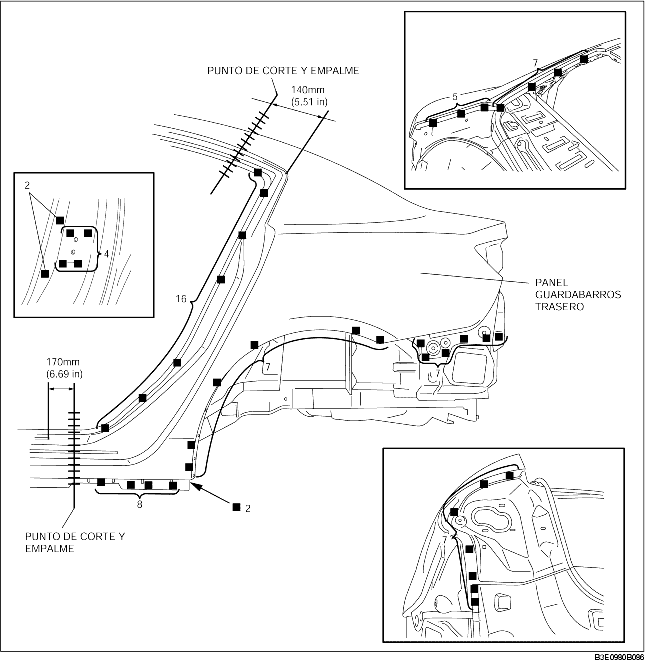 PUNTO DE CORTE Y EMPALME
140mm
(5.51 in)
5
7
2
4
16
PANEL
GUARDABARROS
TRASERO
170mm
(6.69 in)
7
8
2
PUNTO DE CORTE Y
EMPALME
7
B3E0980B096